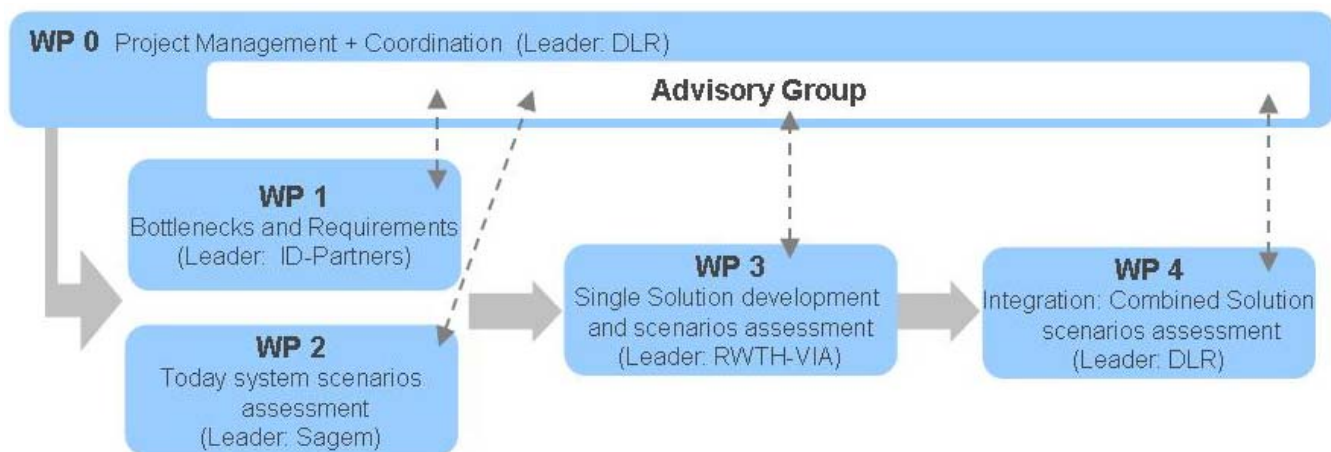 WP 0 Project Management + Coordination (Leader: DLR)
Advisory Group
WP 1
Bottlenecks and Requirements
(Leader: ID-Partners)
WP 2
Today system scenarios
assessment
(Leader: Sagem)
WP 3
Single Solution development
and scenarios assessment
(Leader: RWTH-VIA)
WP 4
Integration: Combined Solution
scenarios assessment
(Leader: DLR)